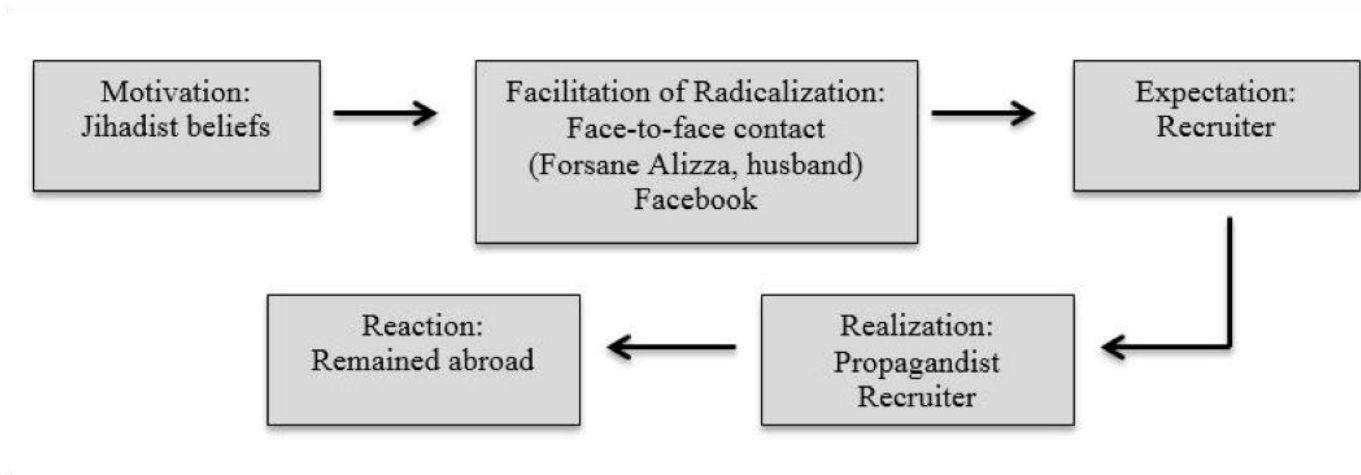 Motivation:
Jihadist beliefs
Facilitation of Radicalization:
Face-to-face contact
(Forsane Alizza, husband)
Facebook
Expectation:
Recruiter
Realization:
Propagandist
Recruiter
Reaction:
Remained abroad